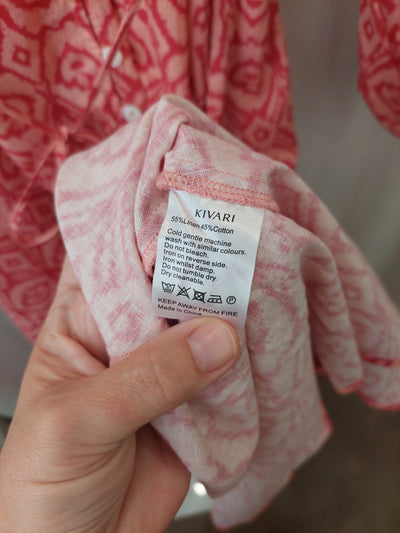 KIVARI
55%Linen 45%Cotton
Cold gentle machine
wash with similar colours.
Do not bleach.
Iron on reverse side.
Iron whilst damp.
Do not tumble dry.
Dry cleanable.
KEEP AWAY FROM FIRE
Made in China